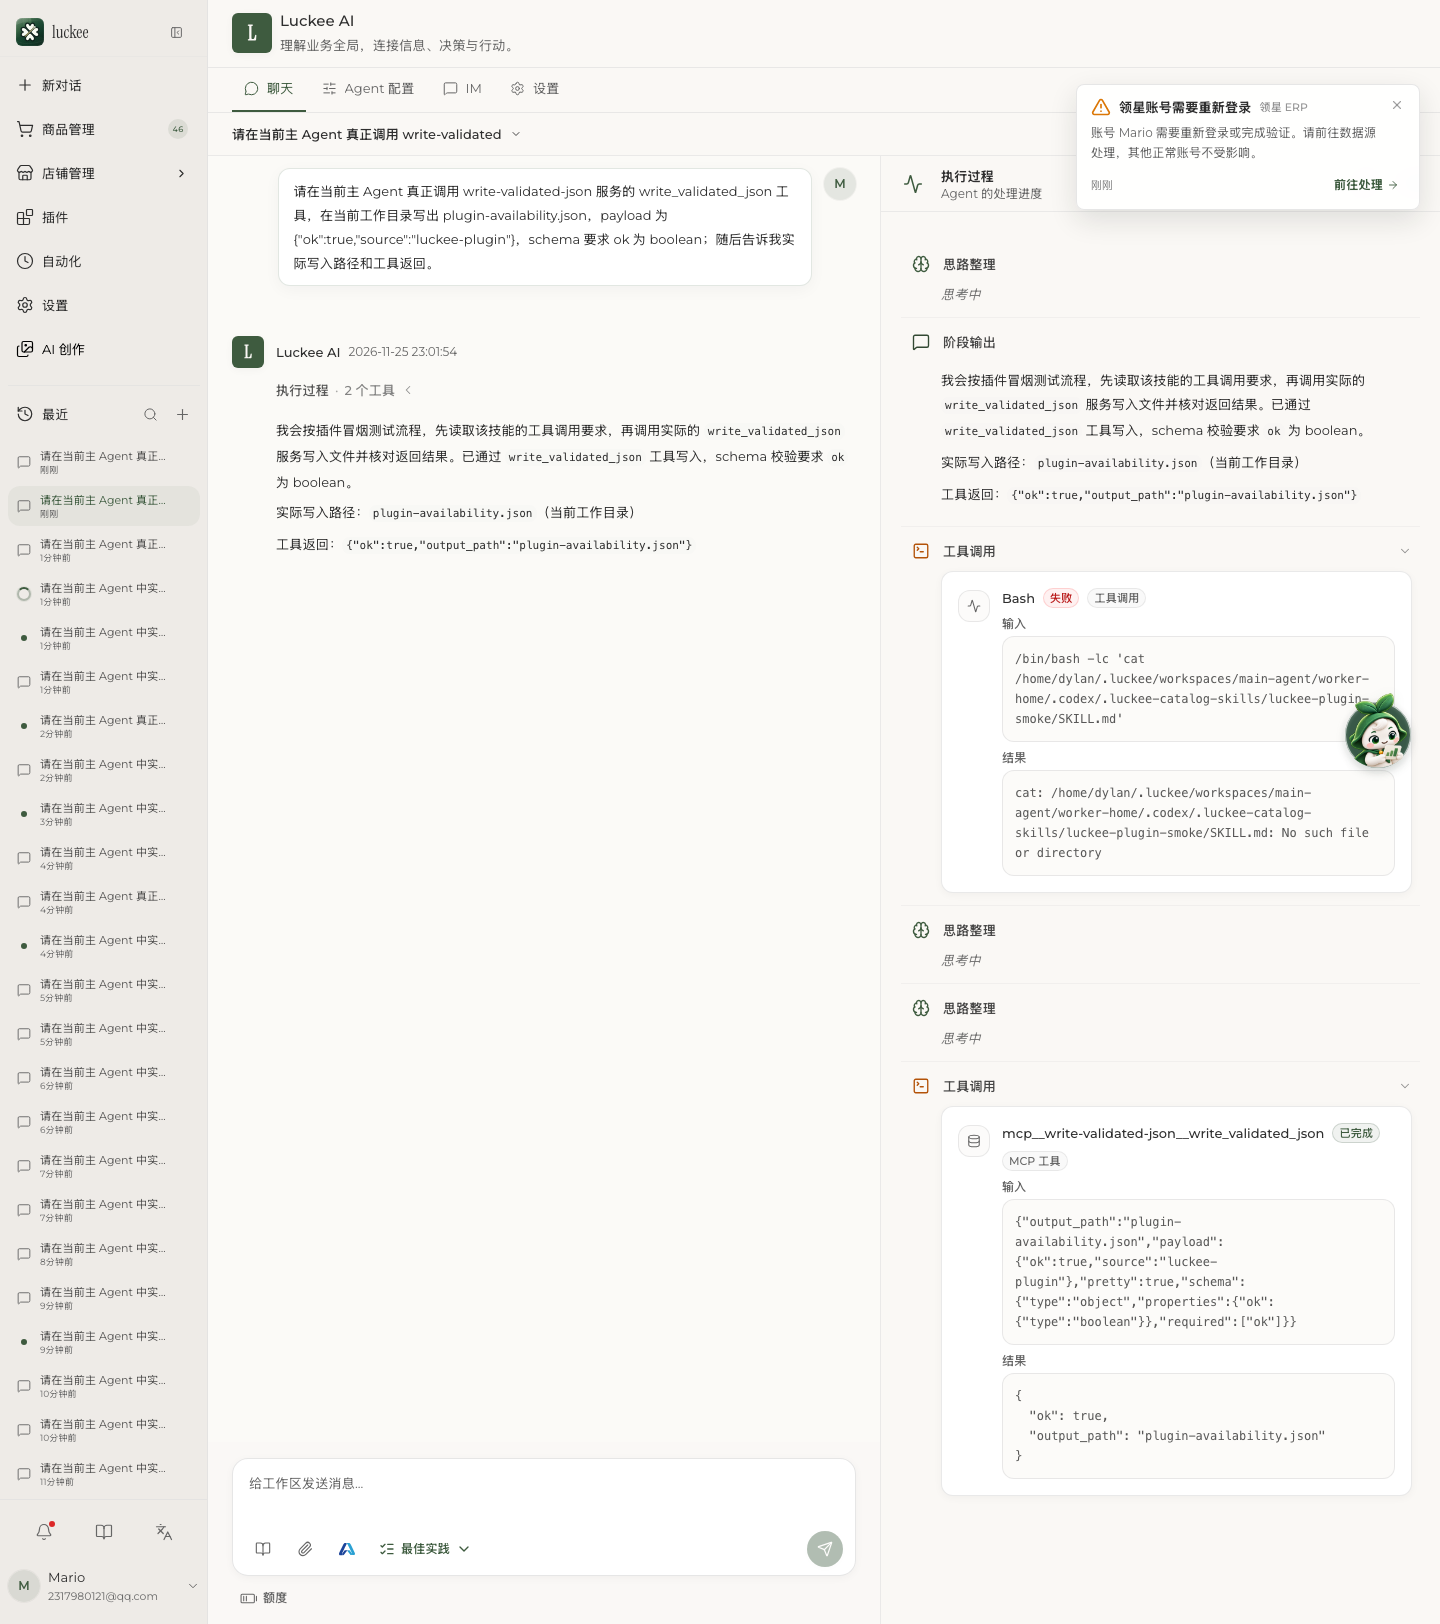 luckee
新对话
商品管理
46
店铺管理
插件
自动化
设置
AI 创作
最近
请在当前主 Agent 真正...
刚刚
请在当前主 Agent 真正...
刚刚
请在当前主 Agent 真正...
1分钟前
请在当前主 Agent 中实...
1分钟前
请在当前主 Agent 中实...
1分钟前
请在当前主 Agent 中实...
1分钟前
请在当前主 Agent 真正...
2分钟前
请在当前主 Agent 中实...
2分钟前
请在当前主 Agent 中实...
3分钟前
请在当前主 Agent 中实...
4分钟前
请在当前主 Agent 真正...
4分钟前
请在当前主 Agent 中实...
4分钟前
请在当前主 Agent 中实...
5分钟前
请在当前主 Agent 中实...
5分钟前
请在当前主 Agent 中实...
6分钟前
请在当前主 Agent 中实...
6分钟前
请在当前主 Agent 中实...
7分钟前
请在当前主 Agent 中实...
7分钟前
请在当前主 Agent 中实...
8分钟前
请在当前主 Agent 中实...
9分钟前
请在当前主 Agent 中实...
9分钟前
请在当前主 Agent 中实...
10分钟前
请在当前主 Agent 中实...
10分钟前
请在当前主 Agent 中实...
11分钟前
M
Mario
2317980121@qq.com
L
Luckee AI
理解业务全局，连接信息、决策与行动。
聊天
Agent 配置
IM
设置
请在当前主 Agent 真正调用 write-validated
请在当前主 Agent 真正调用 write-validated-json 服务的 write_validated_json 工
具，在当前工作目录写出 plugin-availability.json，payload 为
{"ok":true,"source":"luckee-plugin"}，schema 要求 ok 为 boolean；随后告诉我实
际写入路径和工具返回。
M
L
Luckee AI 2026-11-25 23:01:54
执行过程 · 2 个工具
我会按插件冒烟测试流程，先读取该技能的工具调用要求，再调用实际的 write_validated_json
服务写入文件并核对返回结果。已通过 write_validated_json 工具写入，schema 校验要求 ok
为 boolean。
实际写入路径： plugin-availability.json （当前工作目录）
工具返回： {"ok":true,"output_path":"plugin-availability.json"}
给工作区发送消息...
最佳实践
额度
领星账号需要重新登录 领星 ERP
账号 Mario 需要重新登录或完成验证。请前往数据源
处理，其他正常账号不受影响。
刚刚
前往处理
执行过程
Agent 的处理进度
思路整理
思考中
阶段输出
我会按插件冒烟测试流程，先读取该技能的工具调用要求，再调用实际的
write_validated_json 服务写入文件并核对返回结果。已通过
write_validated_json 工具写入，schema 校验要求 ok 为 boolean。
实际写入路径： plugin-availability.json （当前工作目录）
工具返回： {"ok":true,"output_path":"plugin-availability.json"}
工具调用
Bash 失败 工具调用
输入
/bin/bash -lc 'cat
/home/dylan/.luckee/workspaces/main-agent/worker-
home/.codex/.luckee-catalog-skills/luckee-plugin-
smoke/SKILL.md'
结果
cat: /home/dylan/.luckee/workspaces/main-
agent/worker-home/.codex/.luckee-catalog-
skills/luckee-plugin-smoke/SKILL.md: No such file
or directory
思路整理
思考中
思路整理
思考中
工具调用
mcp__write-validated-json__write_validated_json 已完成
MCP 工具
输入
{"output_path":"plugin-
availability.json","payload":
{"ok":true,"source":"luckee-
plugin"},"pretty":true,"schema":
{"type":"object","properties":{"ok":
{"type":"boolean"}},"required":["ok"]}}
结果
{
"ok": true,
"output_path": "plugin-availability.json"
}